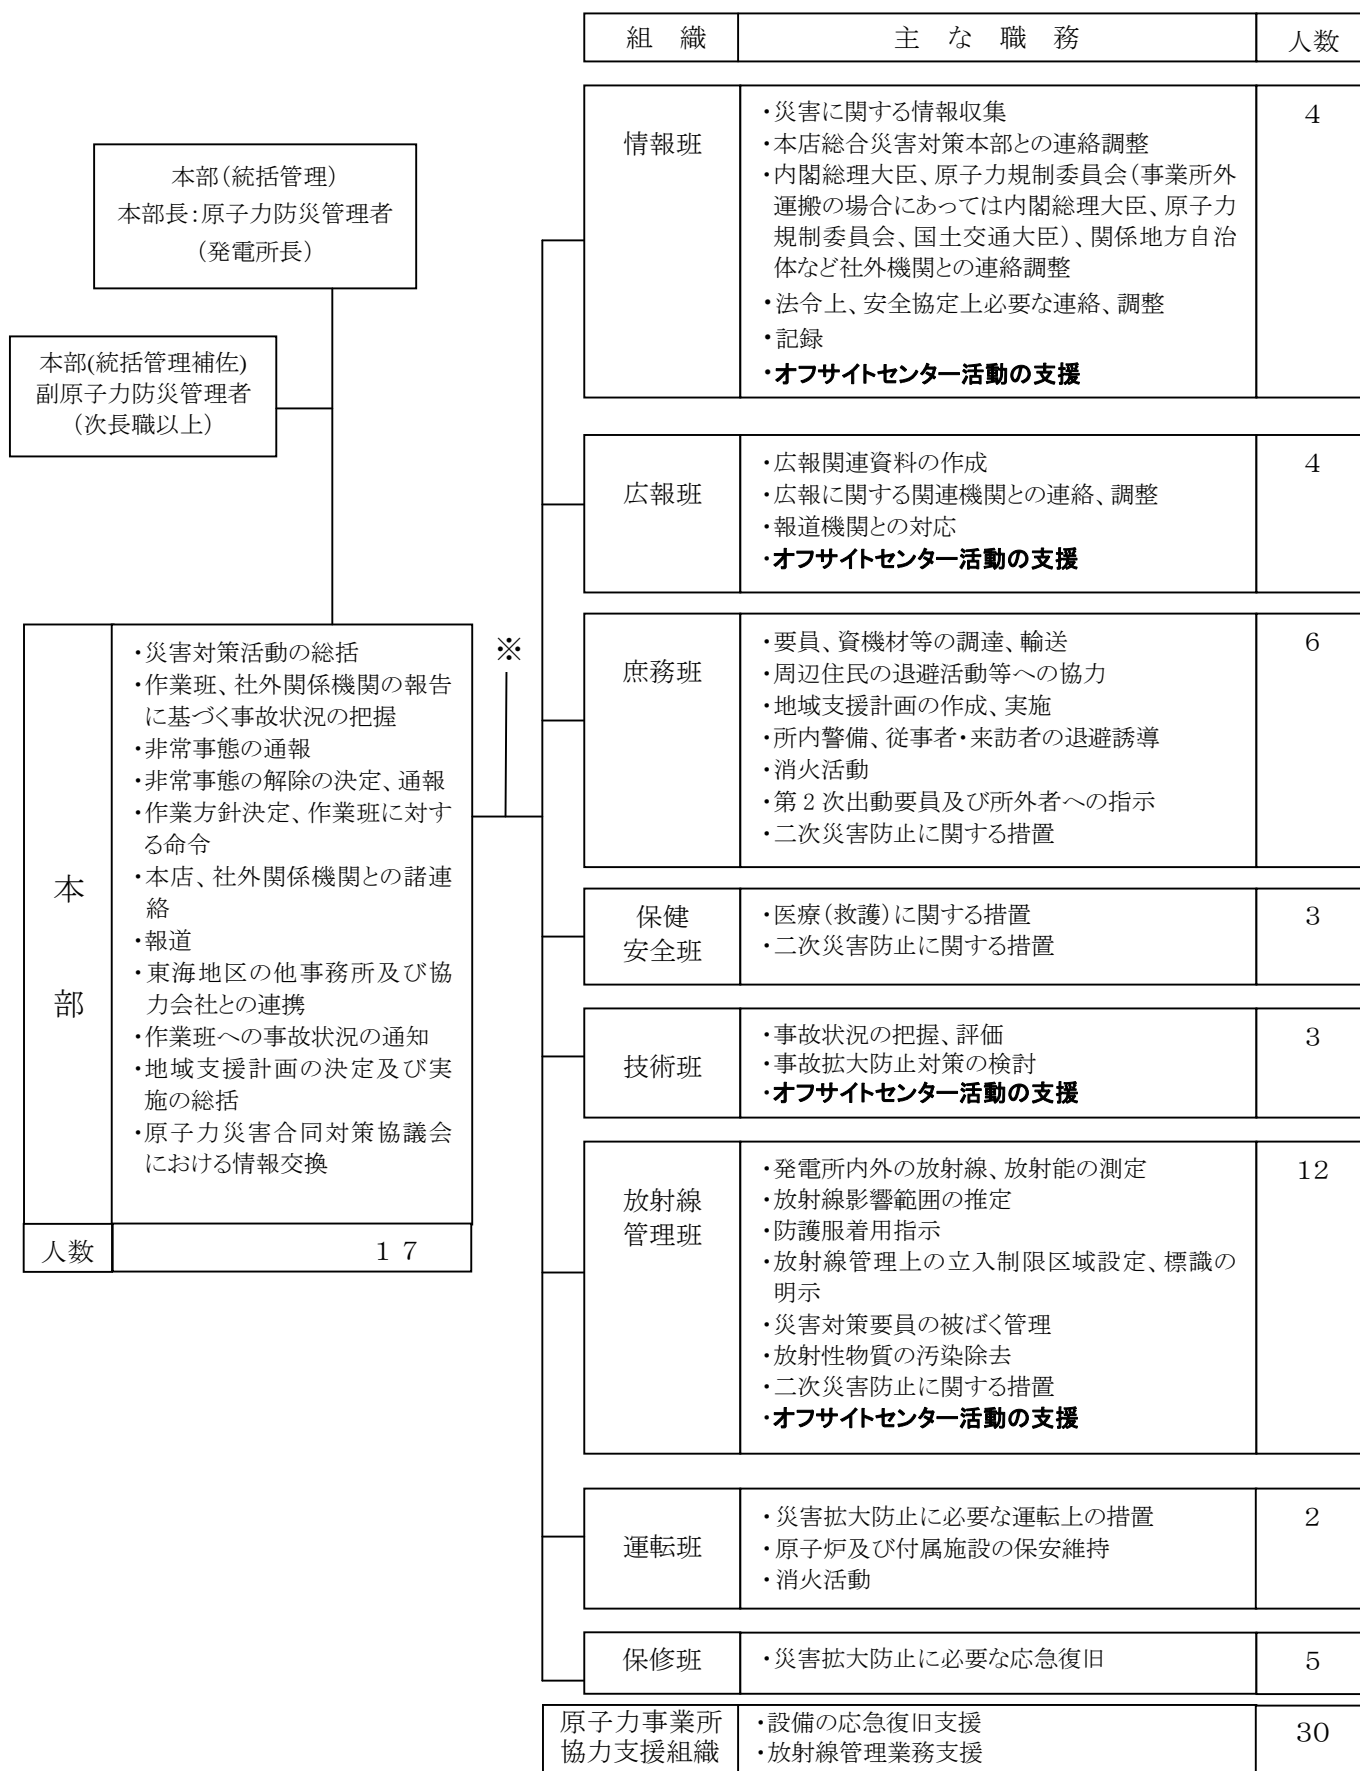 組 織 主 な 職 務 人数
本部（統括管理）
本部長：原子力防災管理者
（発電所長）
本部(統括管理補佐)
副原子力防災管理者
（次長職以上）
本
部
・災害対策活動の総括
・作業班、社外関係機関の報告
に基づく事故状況の把握
・非常事態の通報
・非常事態の解除の決定、通報
・作業方針決定、作業班に対す
る命令
・本店、社外関係機関との諸連
絡
・報道
・東海地区の他事務所及び協
力会社との連携
・作業班への事故状況の通知
・地域支援計画の決定及び実
施の総括
・原子力災害合同対策協議会
における情報交換
人数 １７
※
情報班
・災害に関する情報収集
・本店総合災害対策本部との連絡調整
・内閣総理大臣、原子力規制委員会（事業所外
運搬の場合にあっては内閣総理大臣、原子力
規制委員会、国土交通大臣）、関係地方自治
体など社外機関との連絡調整
・法令上、安全協定上必要な連絡、調整
・記録
・オフサイトセンター活動の支援
4
広報班
・広報関連資料の作成
・広報に関する関連機関との連絡、調整
・報道機関との対応
・オフサイトセンター活動の支援
4
庶務班
・要員、資機材等の調達、輸送
・周辺住民の退避活動等への協力
・地域支援計画の作成、実施
・所内警備、従事者・来訪者の退避誘導
・消火活動
・第 2 次出動要員及び所外者への指示
・二次災害防止に関する措置
6
保健
安全班
・医療（救護）に関する措置
・二次災害防止に関する措置
3
技術班
・事故状況の把握、評価
・事故拡大防止対策の検討
・オフサイトセンター活動の支援
3
放射線
管理班
・発電所内外の放射線、放射能の測定
・放射線影響範囲の推定
・防護服着用指示
・放射線管理上の立入制限区域設定、標識の
明示
・災害対策要員の被ばく管理
・放射性物質の汚染除去
・二次災害防止に関する措置
・オフサイトセンター活動の支援
12
運転班
・災害拡大防止に必要な運転上の措置
・原子炉及び付属施設の保安維持
・消火活動
2
保修班
・災害拡大防止に必要な応急復旧
5
原子力事業所
協力支援組織
・設備の応急復旧支援
・放射線管理業務支援
30